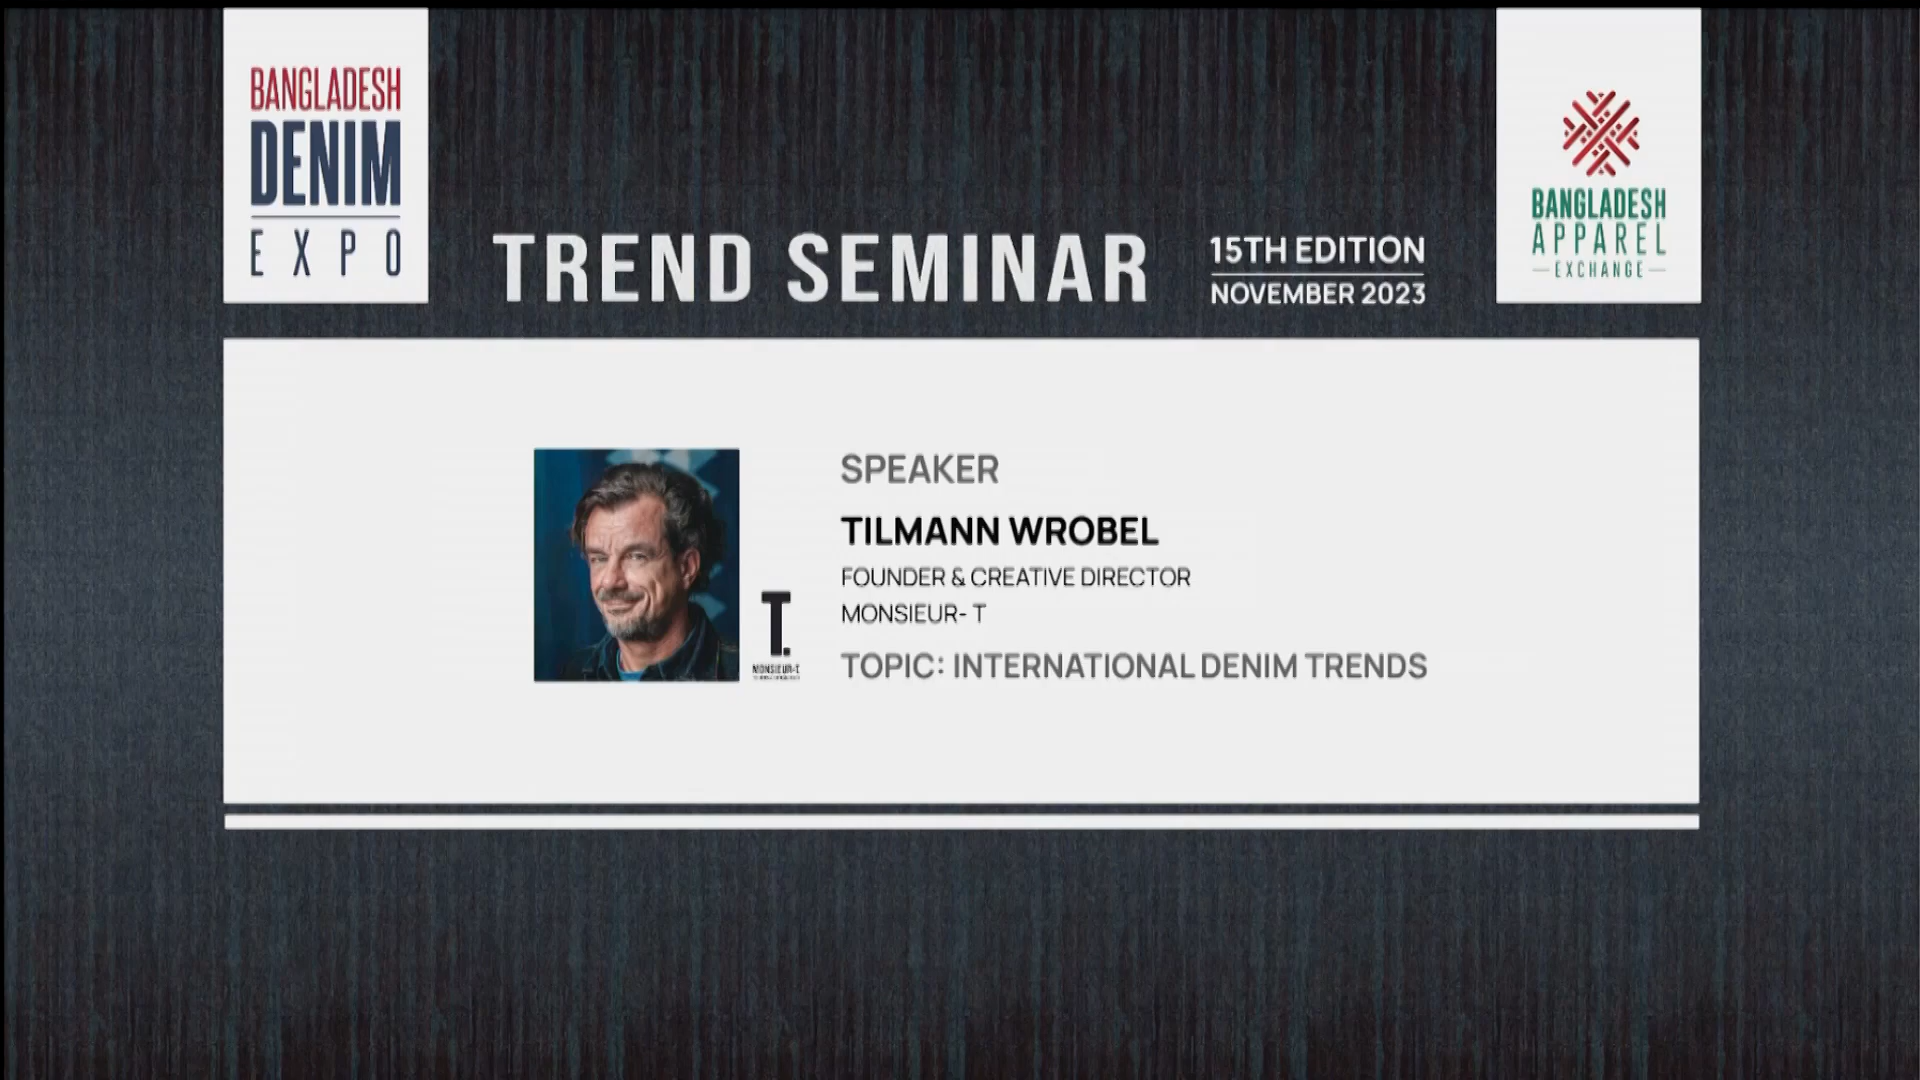 BANGLADESH
DENIM
EXPO
TREND SEMINAR
15TH EDITION
NOVEMBER 2023
BANGLADESH
APPAREL
EXCHANGE
SPEAKER
TILMANN WROBEL
FOUNDER & CREATIVE DIRECTOR
MONSIEUR- T
TOPIC: INTERNATIONAL DENIM TRENDS
T.
MONSIEUR-T